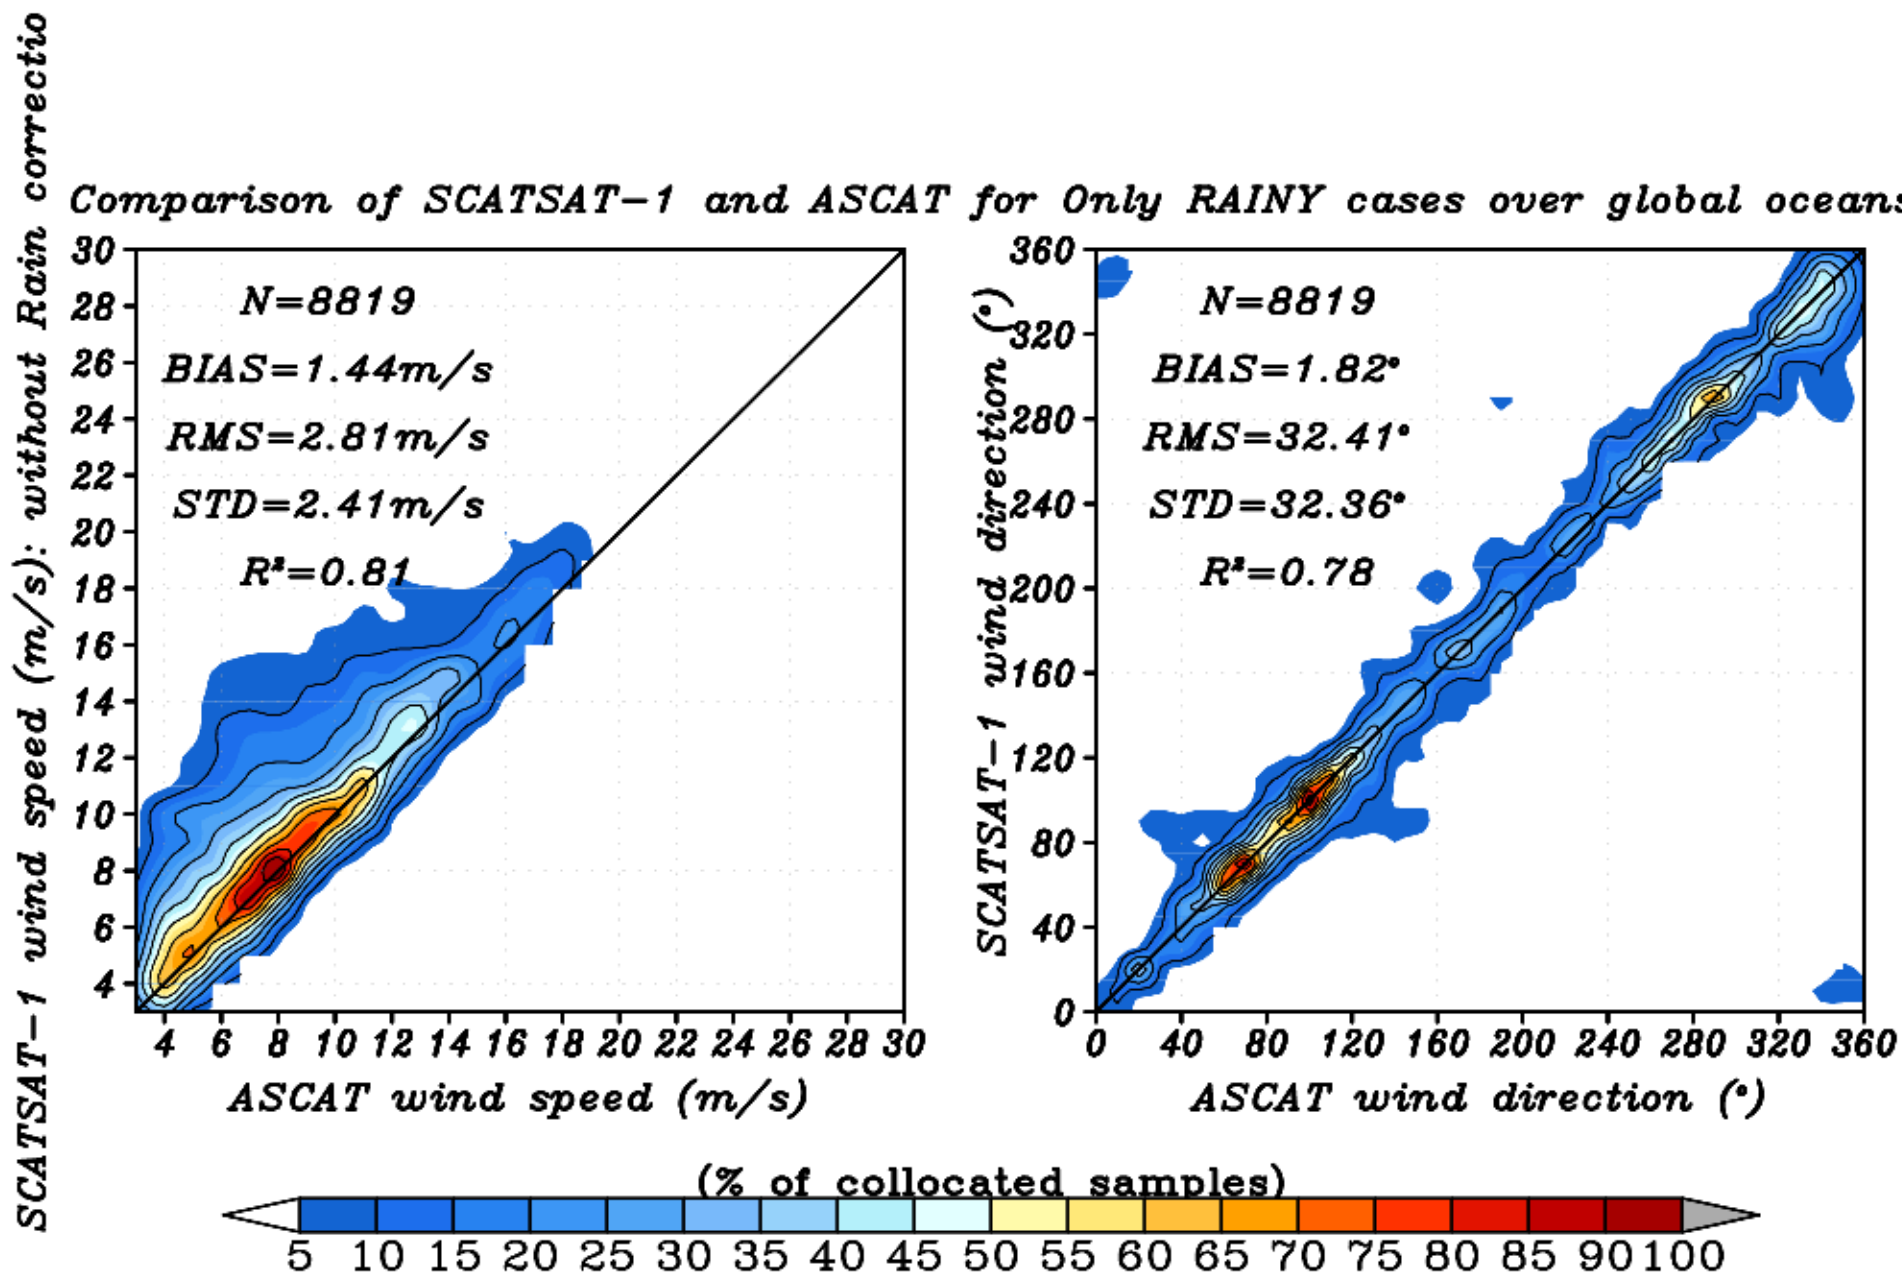 Comparison of SCATSAT-1 and ASCAT for Only RAINY cases over global oceans
SCATSAT-1 wind speed (m/s): without Rain correctio
30
28
26
24
22
20
18
16
14
12
10
8
6
4
N=8819
BIAS=1.44m/s
RMS=2.81m/s
STD=2.41m/s
R²=0.81
4 6 8 10 12 14 16 18 20 22 24 26 28 30
ASCAT wind speed (m/s)
SCATSAT-1 wind direction (°)
360
320
280
240
200
160
120
80
40
0
N=8819
BIAS=1.82°
RMS=32.41°
STD=32.36°
R²=0.78
0 40 80 120 160 200 240 280 320 360
ASCAT wind direction (°)
(% of collocated samples)
5 10 15 20 25 30 35 40 45 50 55 60 65 70 75 80 85 90 100